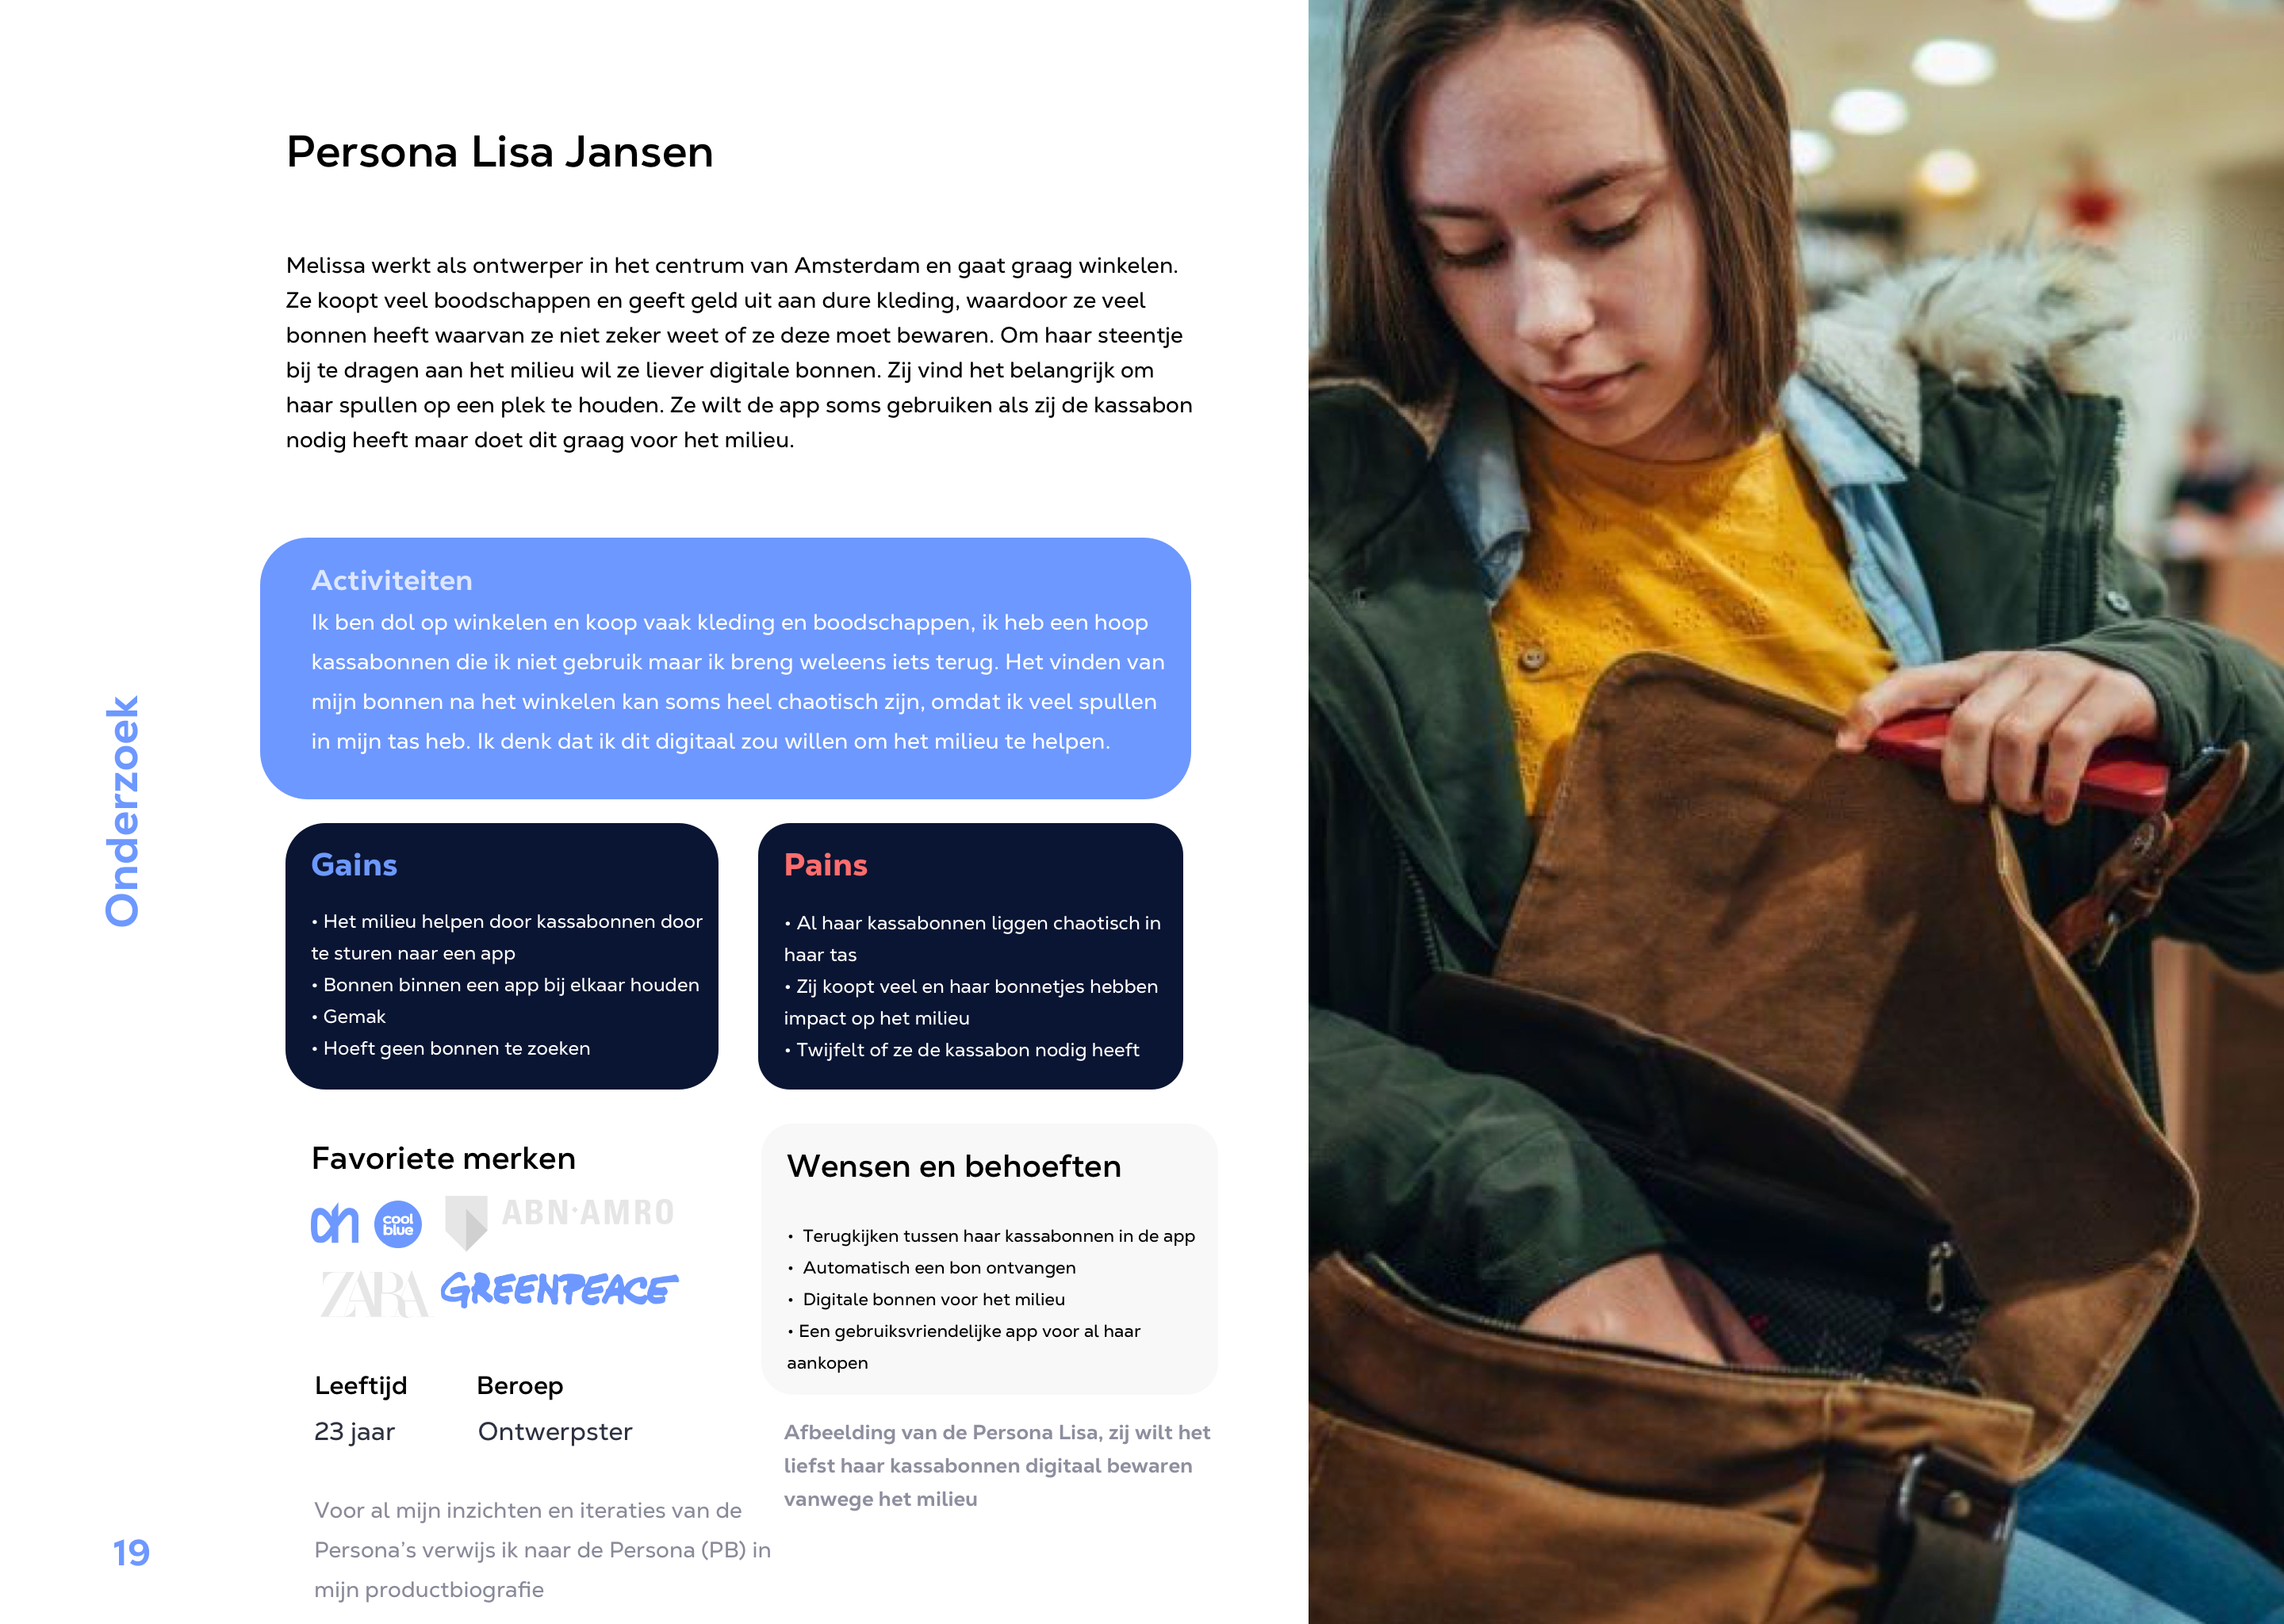 Persona Lisa Jansen
Melissa werkt als ontwerper in het centrum van Amsterdam en gaat graag winkelen.
Ze koopt veel boodschappen en geeft geld uit aan dure kleding, waardoor ze veel
bonnen heeft waarvan ze niet zeker weet of ze deze moet bewaren. Om haar steentje
bij te dragen aan het milieu wil ze liever digitale bonnen. Zij vind het belangrijk om
haar spullen op een plek te houden. Ze wilt de app soms gebruiken als zij de kassabon
nodig heeft maar doet dit graag voor het milieu.
Activiteiten
Ik ben dol op winkelen en koop vaak kleding en boodschappen, ik heb een hoop
kassabonnen die ik niet gebruik maar ik breng weleens iets terug. Het vinden van
mijn bonnen na het winkelen kan soms heel chaotisch zijn, omdat ik veel spullen
in mijn tas heb. Ik denk dat ik dit digitaal zou willen om het milieu te helpen.
Onderzoek
Gains
• Het milieu helpen door kassabonnen door
te sturen naar een app
• Bonnen binnen een app bij elkaar houden
• Gemak
• Hoeft geen bonnen te zoeken
Pains
• Al haar kassabonnen liggen chaotisch in
haar tas
• Zij koopt veel en haar bonnetjes hebben
impact op het milieu
• Twijfelt of ze de kassabon nodig heeft
Favoriete merken
ah
cool
blue
ABN·AMRO
ZARA
GREENPEACE
Wensen en behoeften
• Terugkijken tussen haar kassabonnen in de app
• Automatisch een bon ontvangen
• Digitale bonnen voor het milieu
• Een gebruiksvriendelijke app voor al haar
aankopen
Leeftijd
23 jaar
Beroep
Ontwerpster
Afbeelding van de Persona Lisa, zij wilt het
liefst haar kassabonnen digitaal bewaren
vanwege het milieu
Voor al mijn inzichten en iteraties van de
Persona's verwijs ik naar de Persona (PB) in
mijn productbiografie
19